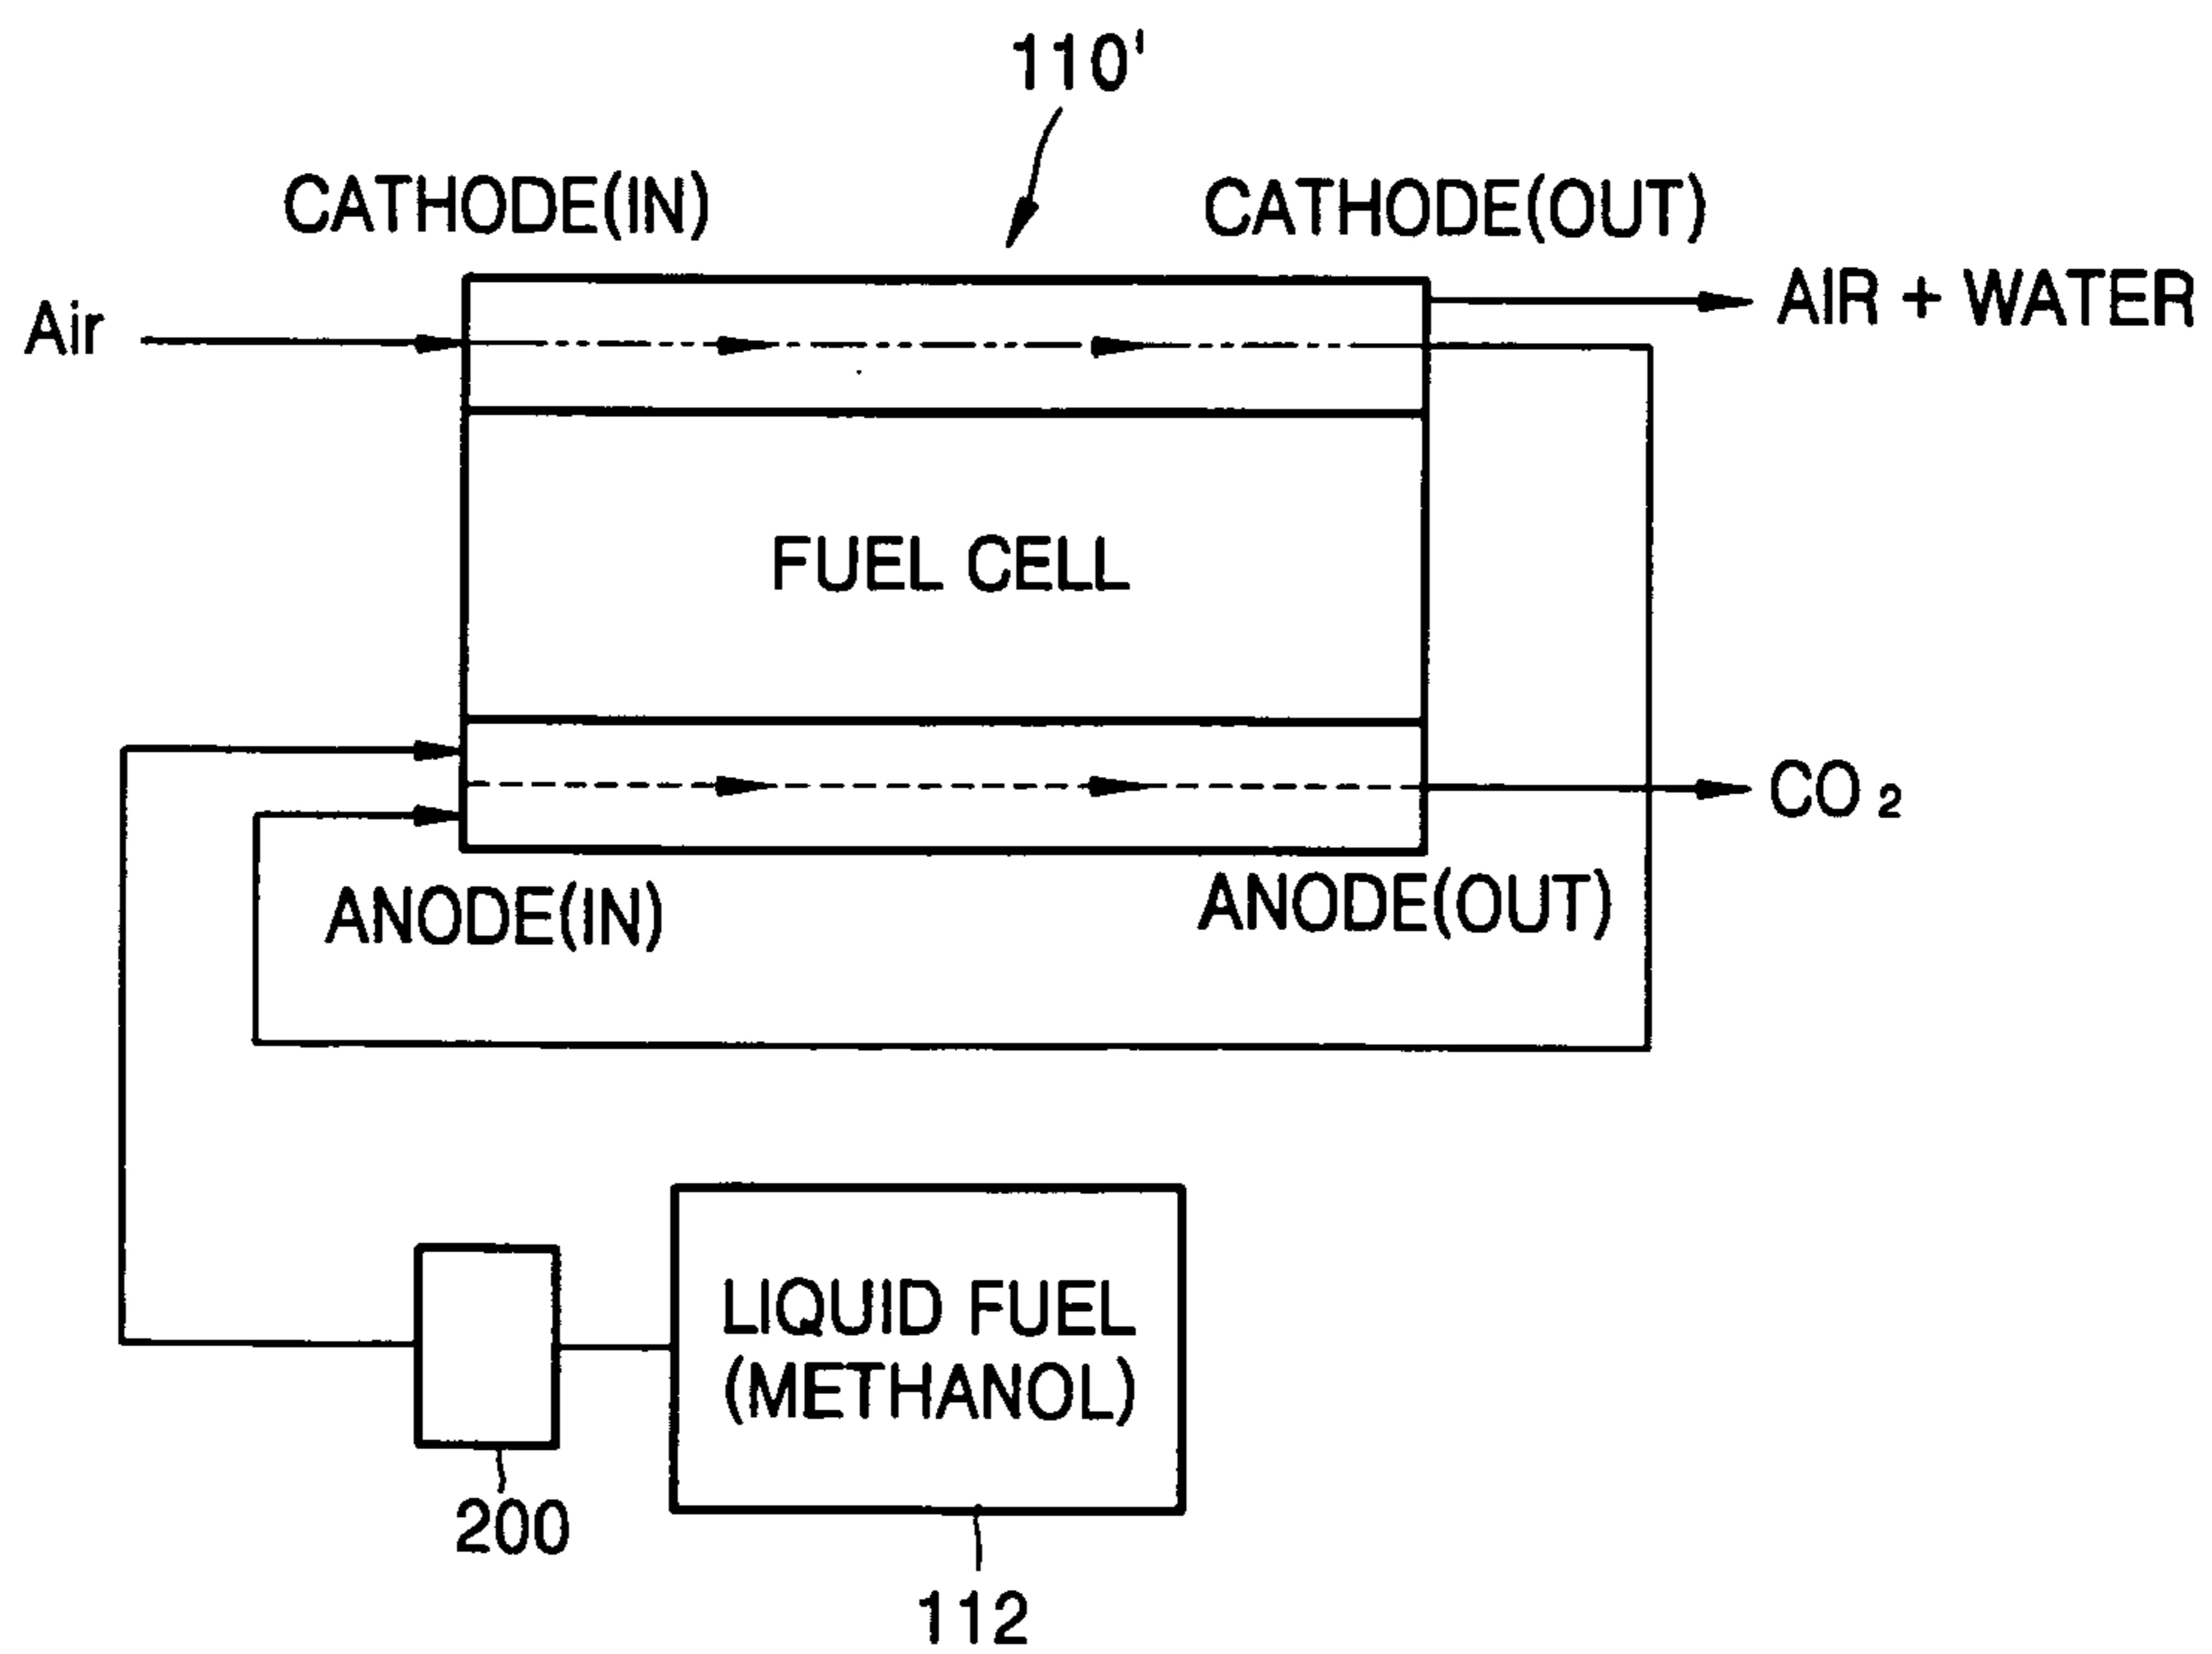 110'
CATHODE(IN)
CATHODE(OUT)
Air
AIR + WATER
FUEL CELL
CO₂
ANODE(IN)
ANODE(OUT)
LIQUID FUEL
(METHANOL)
200
112